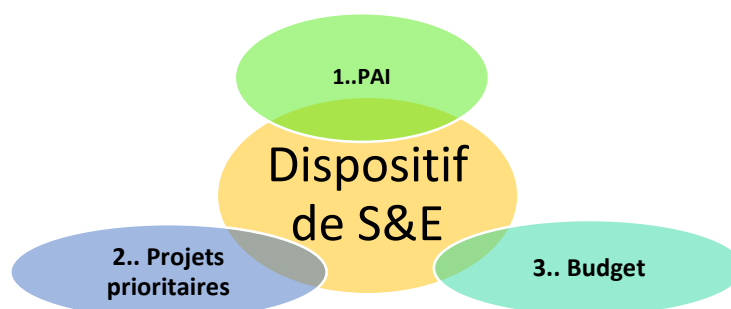 1..PAI
Dispositif
de S&E
2.. Projets
prioritaires
3.. Budget